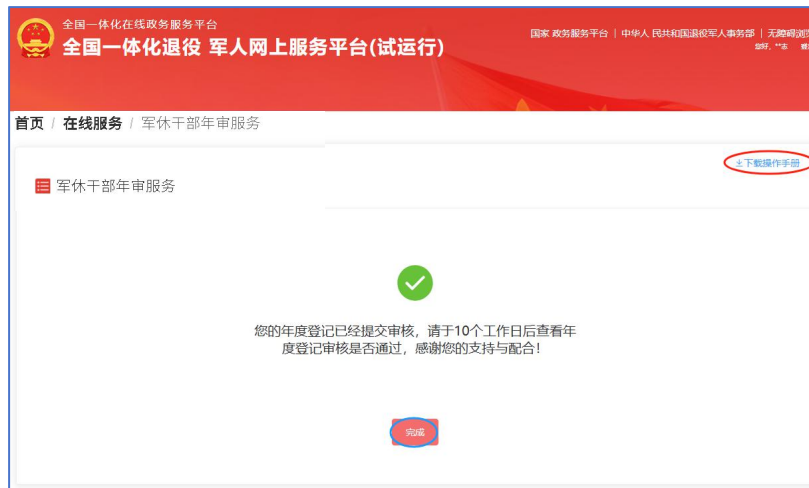 全国一体化在线政务服务平台
全国一体化退役 军人网上服务平台(试运行)
国家 政务服务平台 | 中华人 民共和国退役军人事务部 | 无障碍浏览
您好，**志
首页 / 在线服务 / 军休干部年审服务
下载操作手册
军休干部年审服务
您的年度登记已经提交审核，请于10个工作日后查看年
度登记审核是否通过，感谢您的支持与配合！
完成